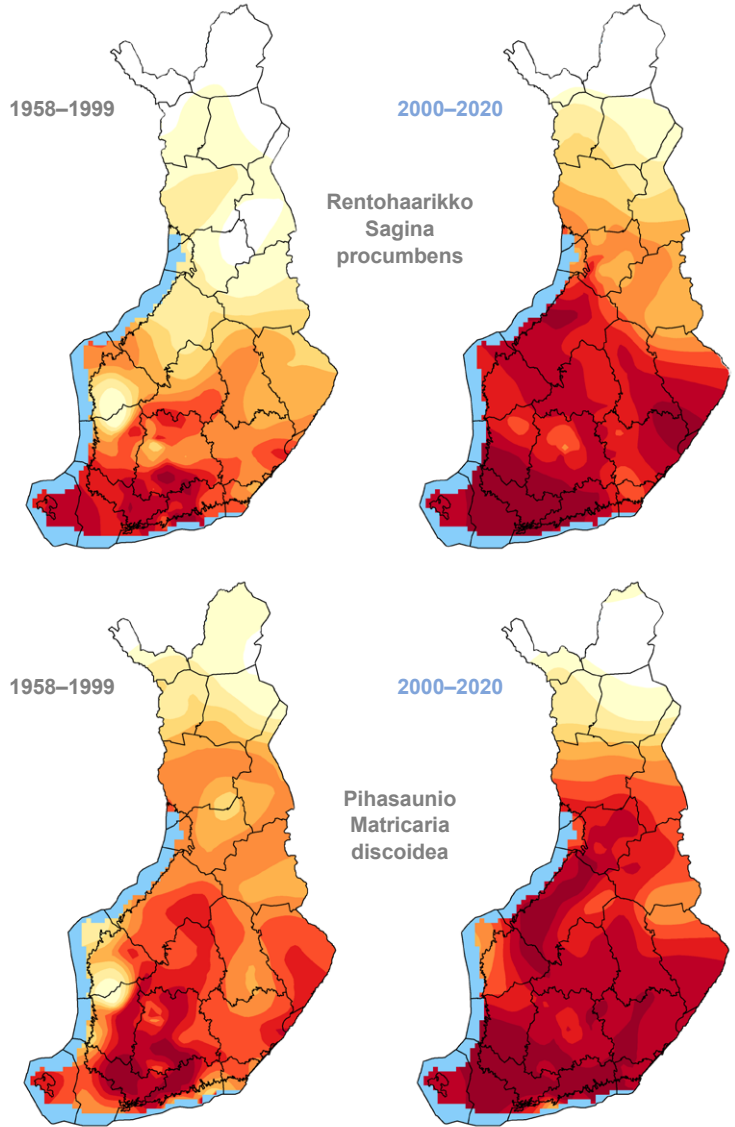 1958–1999
2000–2020
Rentohaarikko
Sagina
procumbens
1958–1999
2000–2020
Pihasaunio
Matricaria
discoidea